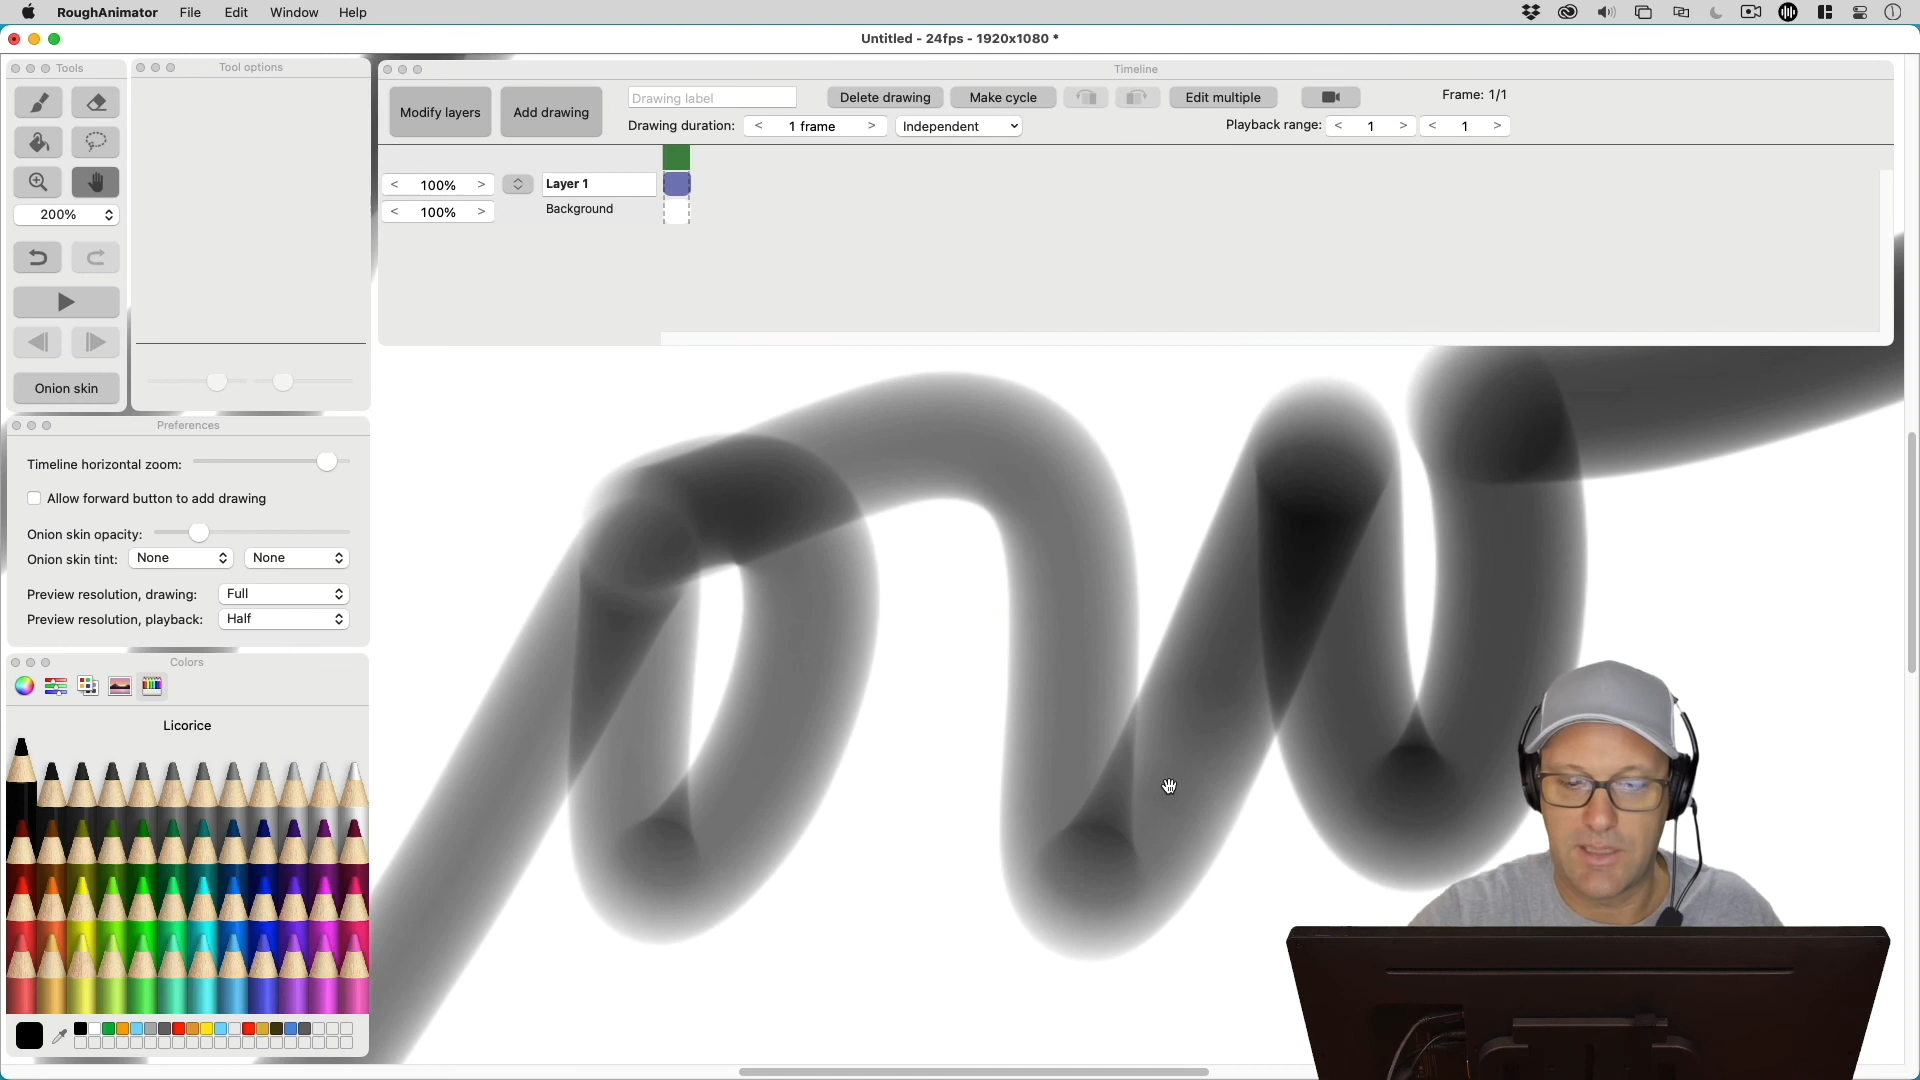 RoughAnimator File Edit Window Help
Untitled - 24fps - 1920x1080 *
Tools
Tool options
Timeline
Modify layers
Add drawing
Drawing label
Delete drawing
Make cycle
Edit multiple
Frame: 1/1
Drawing duration: < 1 frame >
Independent
Playback range: < 1 > < 1 >
< 100% > Layer 1
< 100% > Background
200%
Onion skin
Preferences
Timeline horizontal zoom:
Allow forward button to add drawing
Onion skin opacity:
Onion skin tint: None None
Preview resolution, drawing: Full
Preview resolution, playback: Half
Colors
Licorice